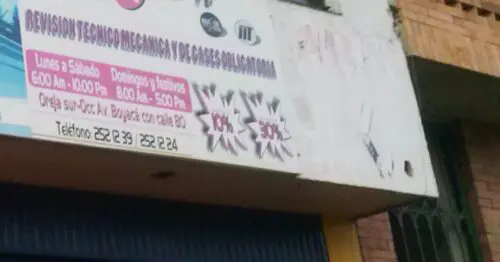 REVISION TECNICO MECANICA Y DE GASES OBLIGATORIA
Lunes a Sábado
6:00 Am - 10:00 Pm
Domingos y festivos
8:00 Am - 5:00 Pm
10%
30%
Oreja sur-Occ Av. Boyacá con calle 80
Teléfono: 252 12 39 / 252 12 24